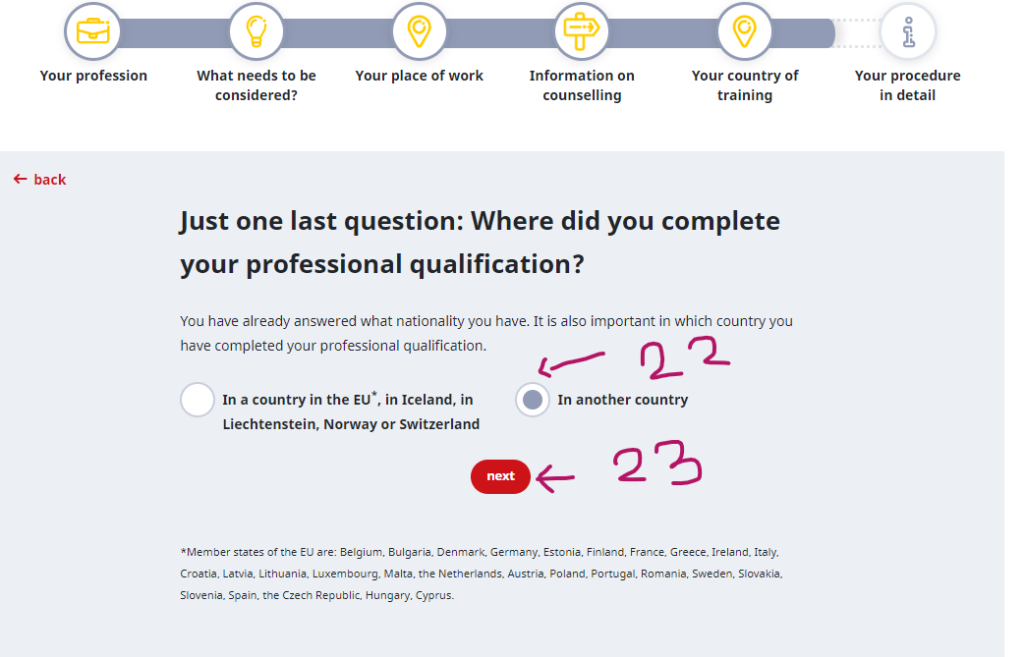 Your profession
What needs to be
considered?
Your place of work
Information on
counselling
Your country of
training
Your procedure
in detail
← back
Just one last question: Where did you complete
your professional qualification?
You have already answered what nationality you have. It is also important in which country you
have completed your professional qualification.
22
In a country in the EU*, in Iceland, in
Liechtenstein, Norway or Switzerland
In another country
next
23
*Member states of the EU are: Belgium, Bulgaria, Denmark, Germany, Estonia, Finland, France, Greece, Ireland, Italy,
Croatia, Latvia, Lithuania, Luxembourg, Malta, the Netherlands, Austria, Poland, Portugal, Romania, Sweden, Slovakia,
Slovenia, Spain, the Czech Republic, Hungary, Cyprus.